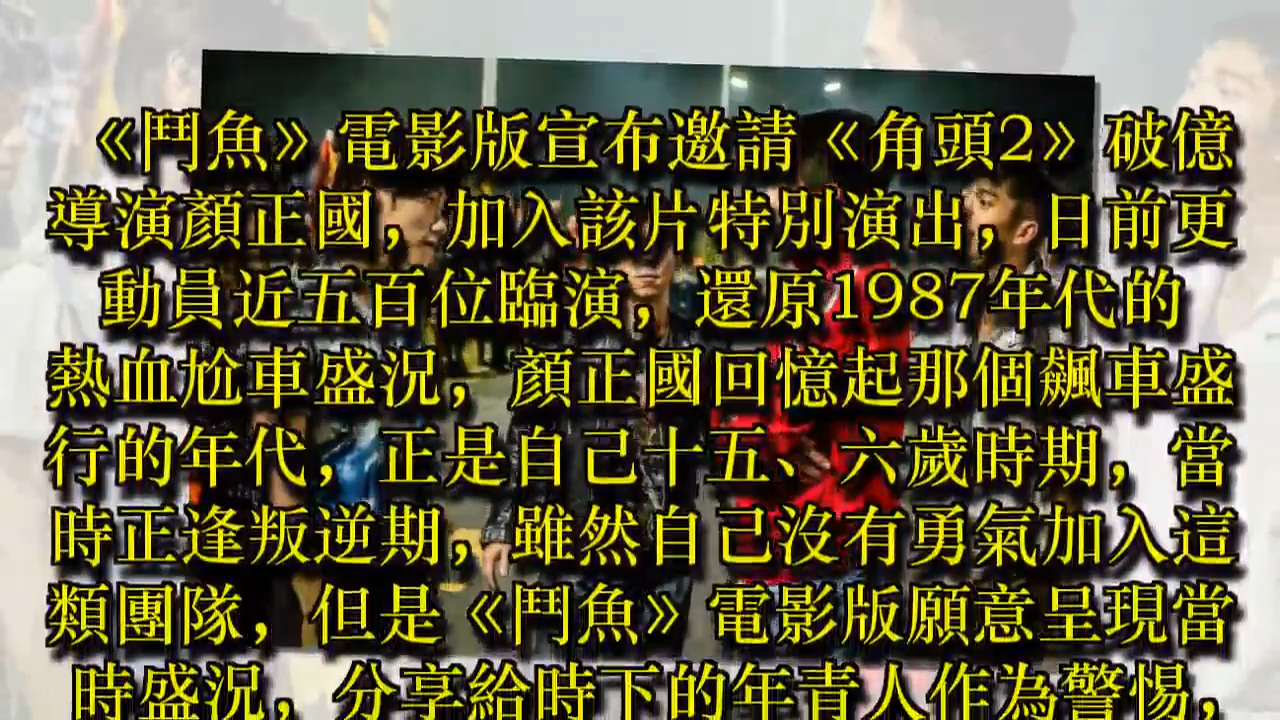 《鬥魚》電影版宣布邀請《角頭2》破億
導演顏正國，加入該片特別演出，日前更
動員近五百位臨演，還原1987年代的
熱血尬車盛況，顏正國回憶起那個飆車盛
行的年代，正是自己十五、六歲時期，當
時正逢叛逆期，雖然自己沒有勇氣加入這
類團隊，但是《鬥魚》電影版願意呈現當
時盛況，分享給時下的年青人作為警惕，